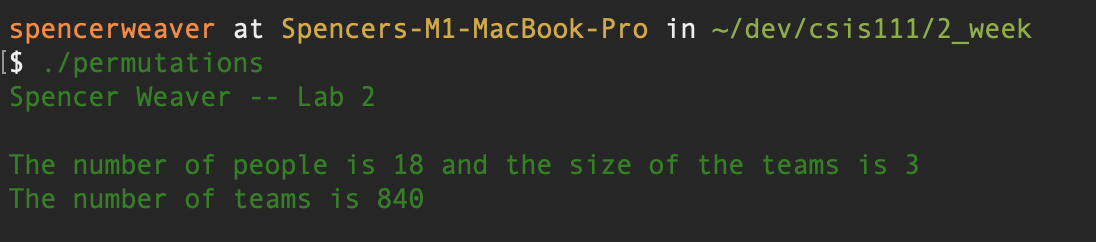 spencerweaver at Spencers-M1-MacBook-Pro in ~/dev/csis111/2_week
[$ ./permutations
Spencer Weaver -- Lab 2
The number of people is 18 and the size of the teams is 3
The number of teams is 840